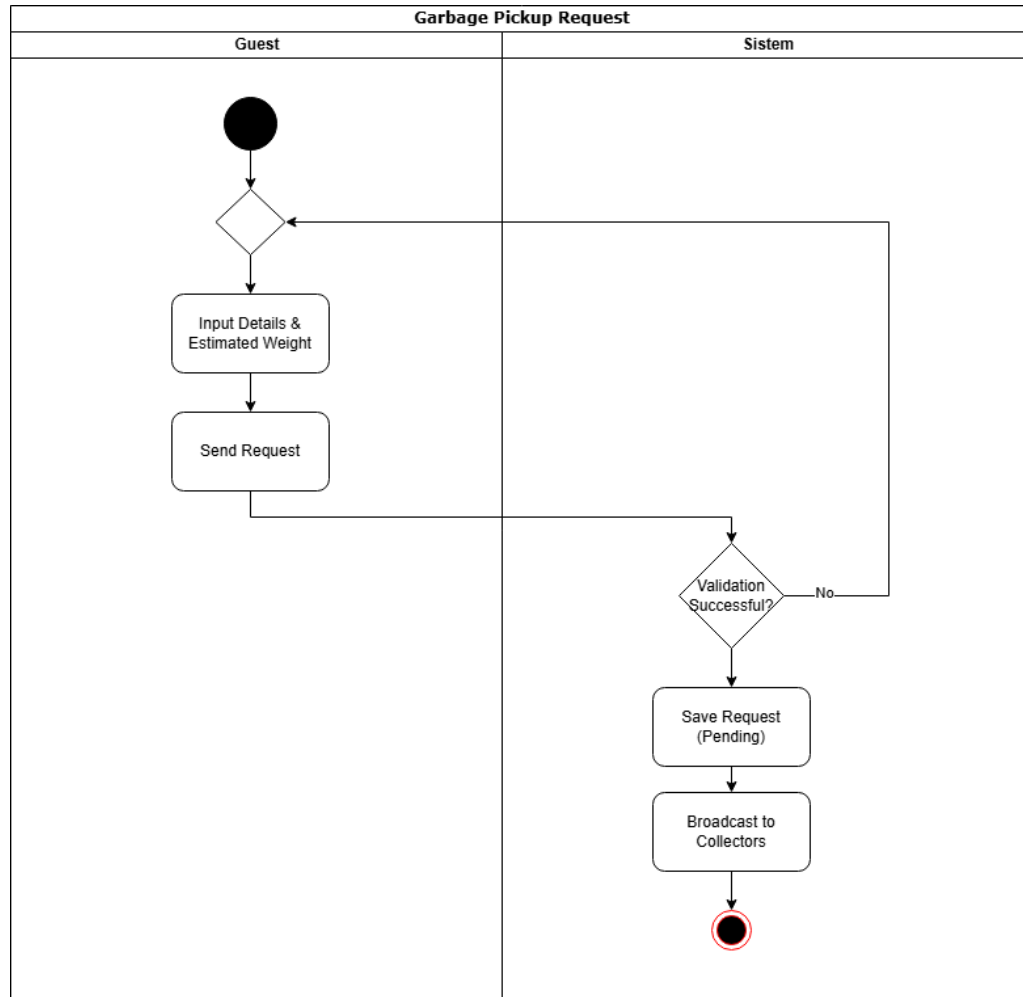 Garbage Pickup Request
Guest
Sistem
Input Details &
Estimated Weight
Send Request
Validation
Successful?
No
Save Request
(Pending)
Broadcast to
Collectors